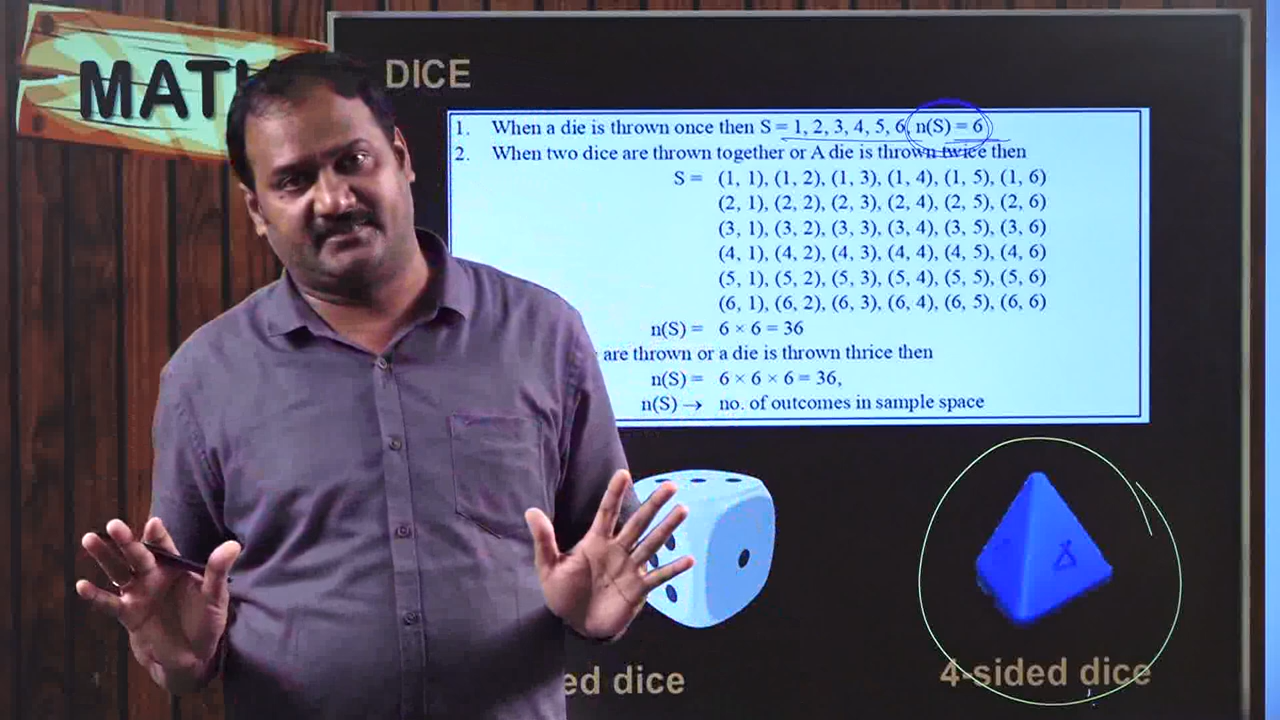 MAT
DICE
1. When a die is thrown once then S = 1, 2, 3, 4, 5, 6, n(S) = 6
2. When two dice are thrown together or A die is thrown twice then
S = (1, 1), (1, 2), (1, 3), (1, 4), (1, 5), (1, 6)
(2, 1), (2, 2), (2, 3), (2, 4), (2, 5), (2, 6)
(3, 1), (3, 2), (3, 3), (3, 4), (3, 5), (3, 6)
(4, 1), (4, 2), (4, 3), (4, 4), (4, 5), (4, 6)
(5, 1), (5, 2), (5, 3), (5, 4), (5, 5), (5, 6)
(6, 1), (6, 2), (6, 3), (6, 4), (6, 5), (6, 6)
n(S) = 6 × 6 = 36
are thrown or a die is thrown thrice then
n(S) = 6 × 6 × 6 = 36,
n(S) → no. of outcomes in sample space
ed dice
4-sided dice